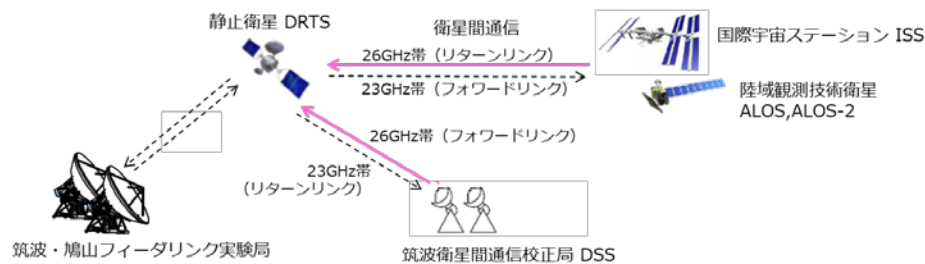 静止衛星 DRTS
衛星間通信
26GHz帯（リターンリンク）
23GHz帯（フォワードリンク）
国際宇宙ステーション ISS
陸域観測技術衛星
ALOS,ALOS-2
26GHz帯（フォワードリンク）
23GHz帯
（リターンリンク）
筑波・鳩山フィーダリンク実験局
筑波衛星間通信校正局 DSS